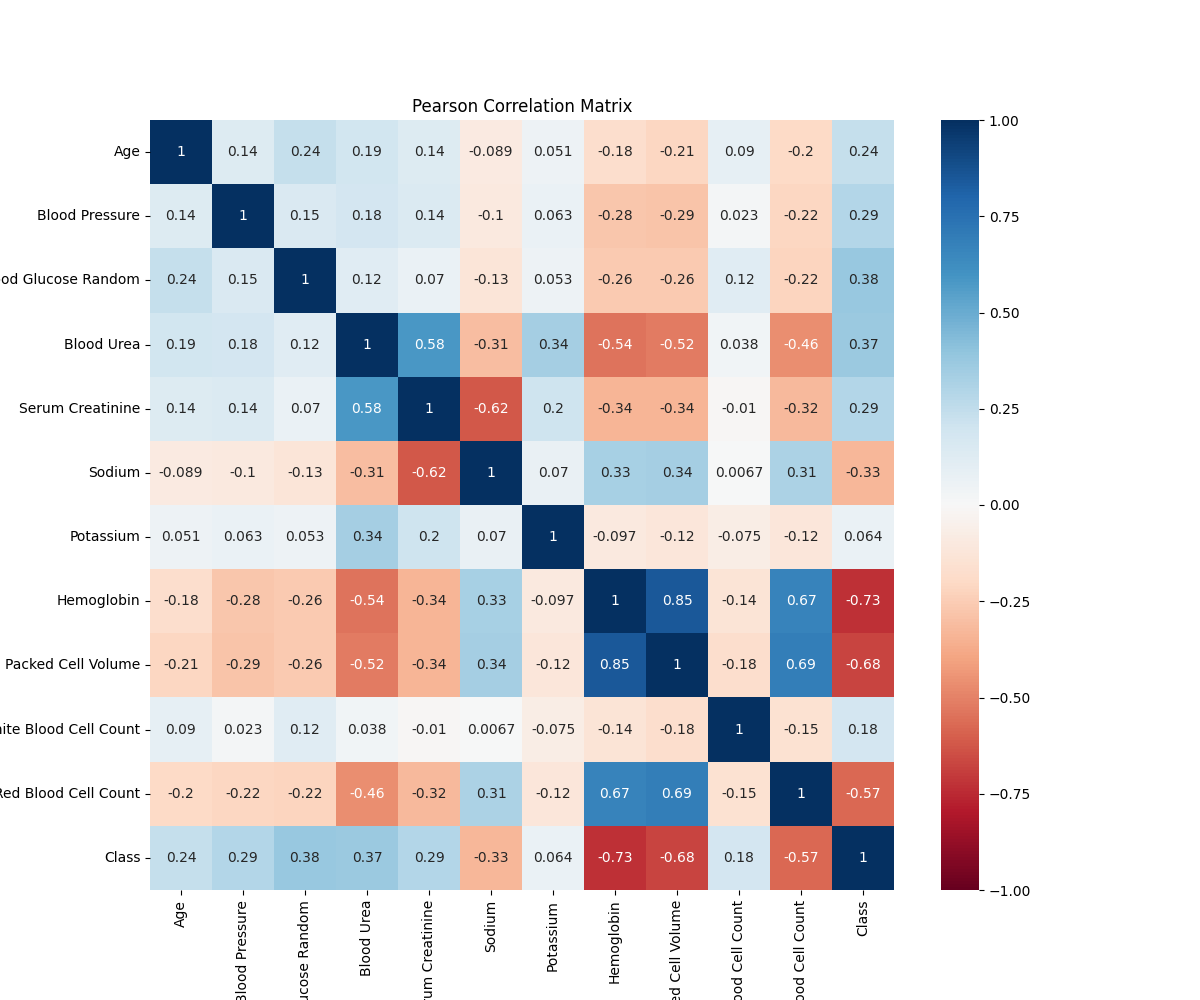 Pearson Correlation Matrix
Age 1 0.14 0.24 0.19 0.14 -0.089 0.051 -0.18 -0.21 0.09 -0.2 0.24 1.00
Blood Pressure 0.14 1 0.15 0.18 0.14 -0.1 0.063 -0.28 -0.29 0.023 -0.22 0.29 0.75
od Glucose Random 0.24 0.15 1 0.12 0.07 -0.13 0.053 -0.26 -0.26 0.12 -0.22 0.38
Blood Urea 0.19 0.18 0.12 1 0.58 -0.31 0.34 -0.54 -0.52 0.038 -0.46 0.37 0.50
Serum Creatinine 0.14 0.14 0.07 0.58 1 -0.62 0.2 -0.34 -0.34 -0.01 -0.32 0.29 0.25
Sodium -0.089 -0.1 -0.13 -0.31 -0.62 1 0.07 0.33 0.34 0.0067 0.31 -0.33 0.00
Potassium 0.051 0.063 0.053 0.34 0.2 0.07 1 -0.097 -0.12 -0.075 -0.12 0.064
Hemoglobin -0.18 -0.28 -0.26 -0.54 -0.34 0.33 -0.097 1 0.85 -0.14 0.67 -0.73 −0.25
Packed Cell Volume -0.21 -0.29 -0.26 -0.52 -0.34 0.34 -0.12 0.85 1 -0.18 0.69 -0.68 −0.50
ite Blood Cell Count 0.09 0.023 0.12 0.038 -0.01 0.0067 -0.075 -0.14 -0.18 1 -0.15 0.18
Red Blood Cell Count -0.2 -0.22 -0.22 -0.46 -0.32 0.31 -0.12 0.67 0.69 -0.15 1 -0.57 −0.75
Class 0.24 0.29 0.38 0.37 0.29 -0.33 0.064 -0.73 -0.68 0.18 -0.57 1 −1.00
Age
Blood Pressure
ucose Random
Blood Urea
um Creatinine
Sodium
Potassium
Hemoglobin
ed Cell Volume
ood Cell Count
ood Cell Count
Class